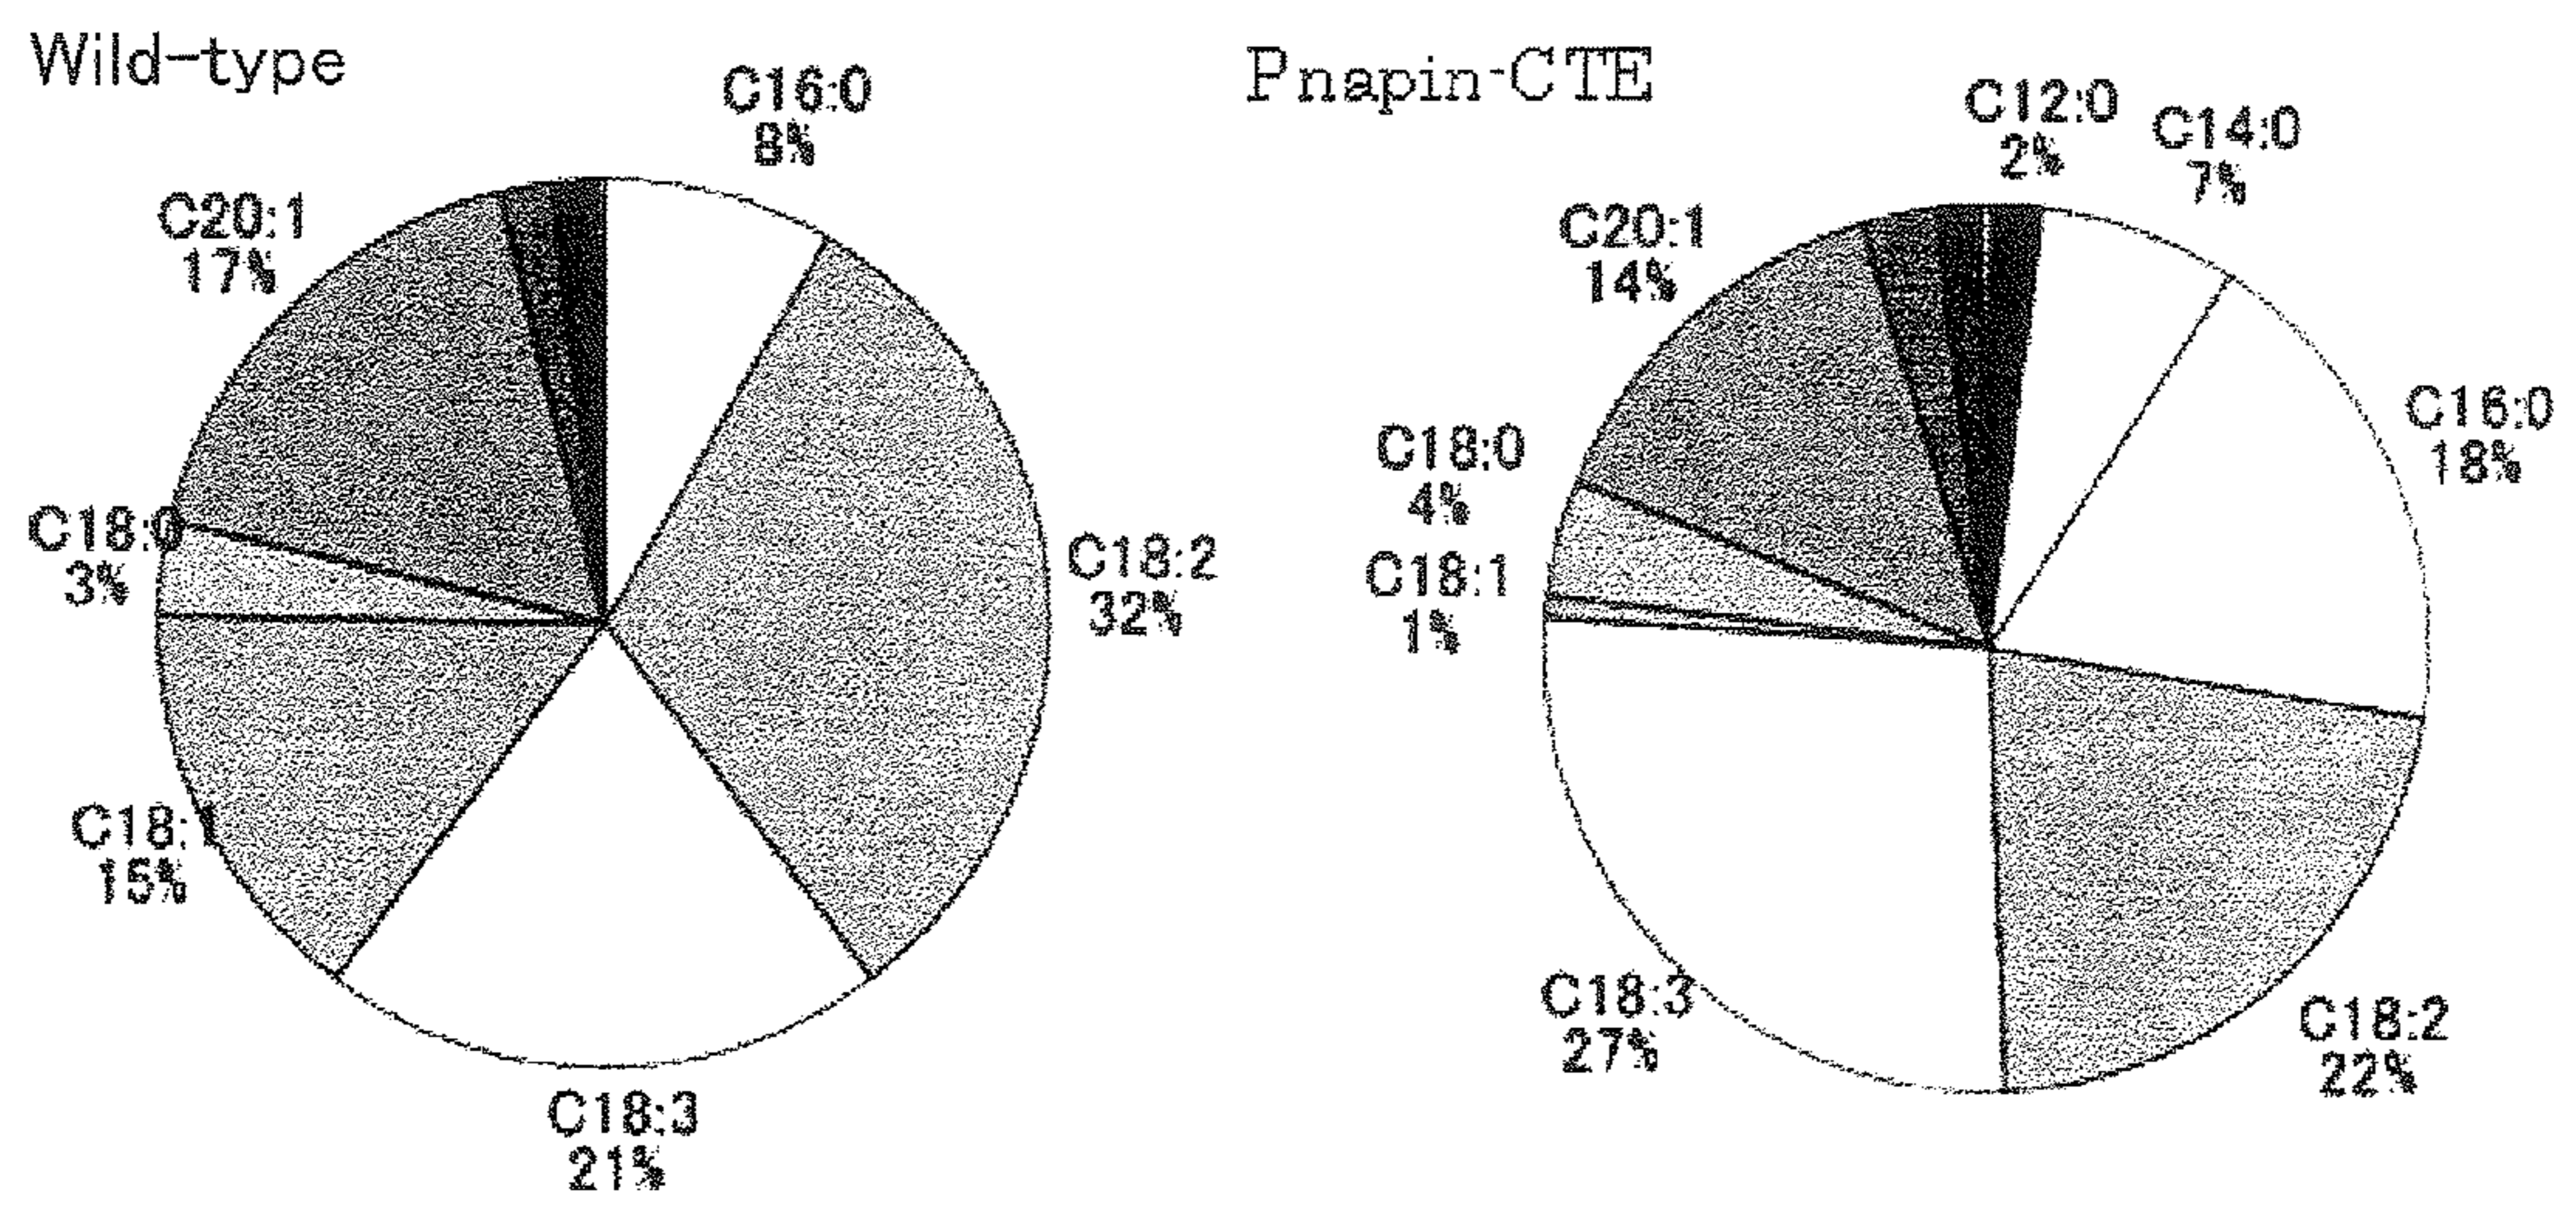 Wild-type
C16:0
8%
C20:1
17%
C18:0
3%
C18:2
32%
C18:1
15%
C18:3
21%
Pnapin-CTE
C12:0
2%
C14:0
7%
C20:1
14%
C16:0
18%
C18:0
4%
C18:1
1%
C18:3
27%
C18:2
22%